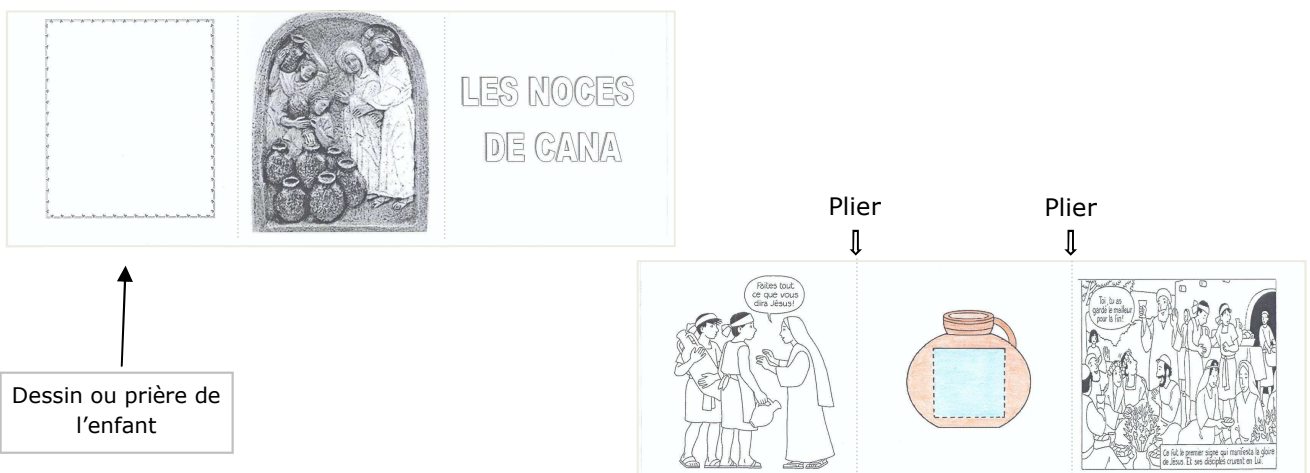 LES NOCES
DE CANA
Dessin ou prière de
l'enfant
Plier
Plier
Faites tout
ce que vous
dira Jésus!
Toi, tu as
gardé le meilleur
pour la fin!
Ce fut le premier signe qui manifesta la gloire
de Jésus. Et ses disciples crurent en Lui.